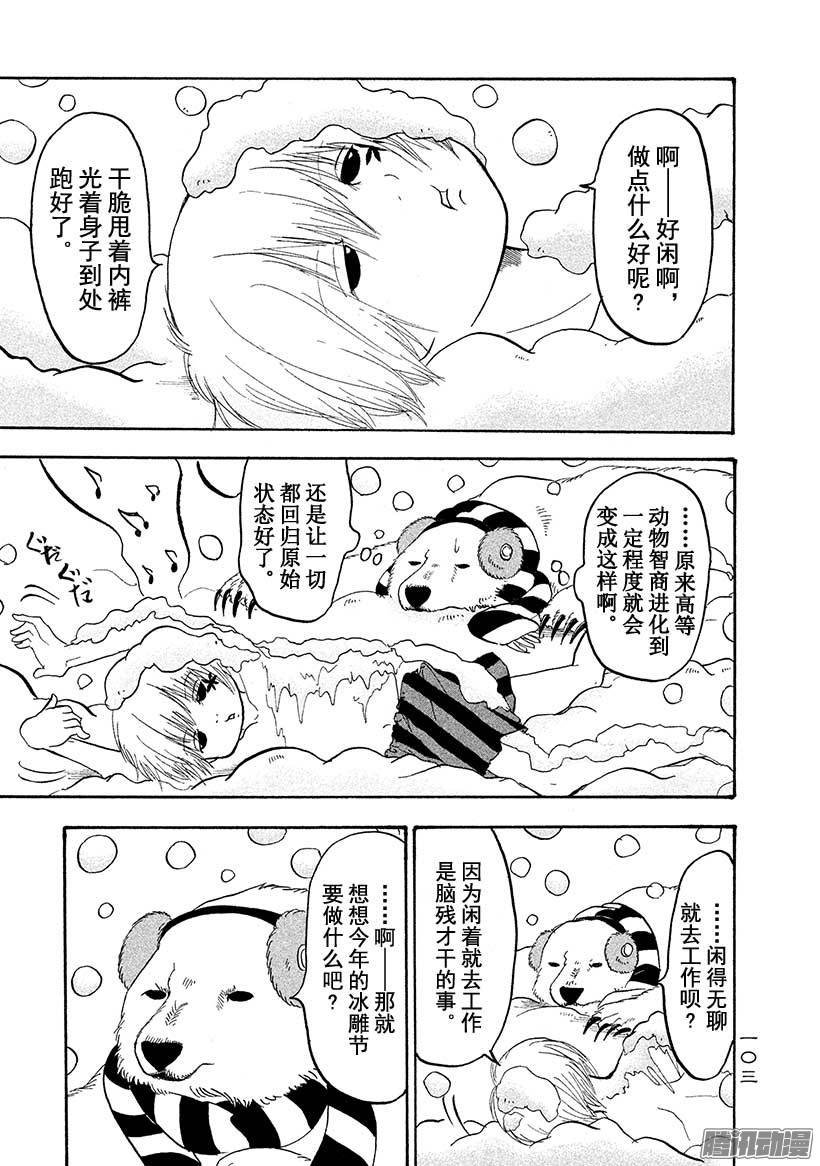 啊——好闲啊，
做点什么好呢？
干脆甩着内裤
光着身子到处
跑好了。
……原来高等
动物智商进化到
一定程度就会
变成这样啊。
还是让一切
都回归原始
状态好了。
ぐだ
ぐだ
……闲得无聊
就去工作呗？
因为闲着就去工作
是脑残才干的事。
……啊——那就
想想今年的冰雕节
要做什么吧？
一〇三
腾讯动漫